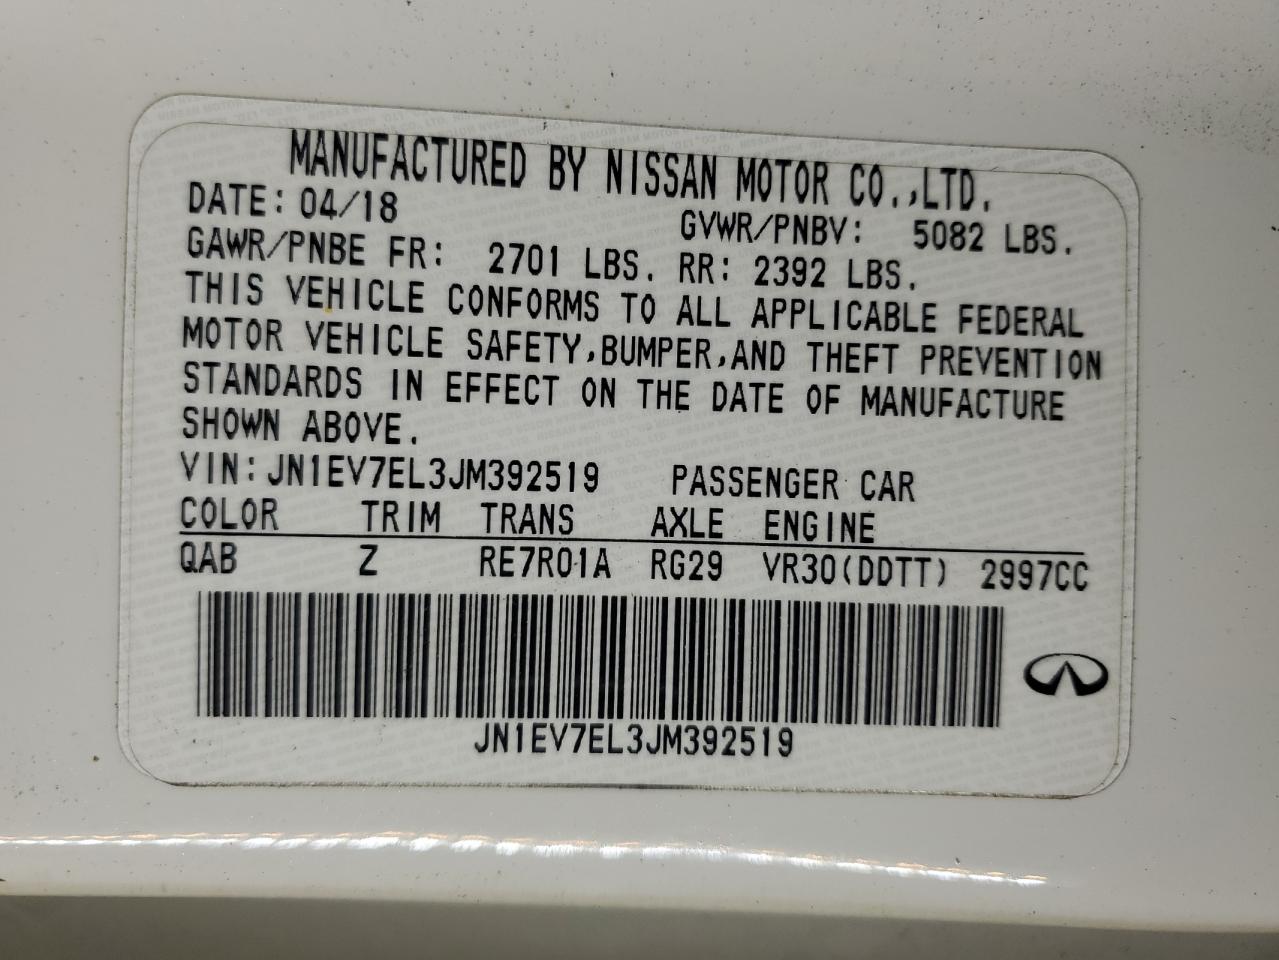 MANUFACTURED BY NISSAN MOTOR CO.,LTD.
DATE: 04/18 GVWR/PNBV: 5082 LBS.
GAWR/PNBE FR: 2701 LBS. RR: 2392 LBS.
THIS VEHICLE CONFORMS TO ALL APPLICABLE FEDERAL
MOTOR VEHICLE SAFETY,BUMPER,AND THEFT PREVENTION
STANDARDS IN EFFECT ON THE DATE OF MANUFACTURE
SHOWN ABOVE.
VIN:JN1EV7EL3JM392519 PASSENGER CAR
COLOR TRIM TRANS AXLE ENGINE
QAB Z RE7R01A RG29 VR30(DDTT) 2997CC
JN1EV7EL3JM392519